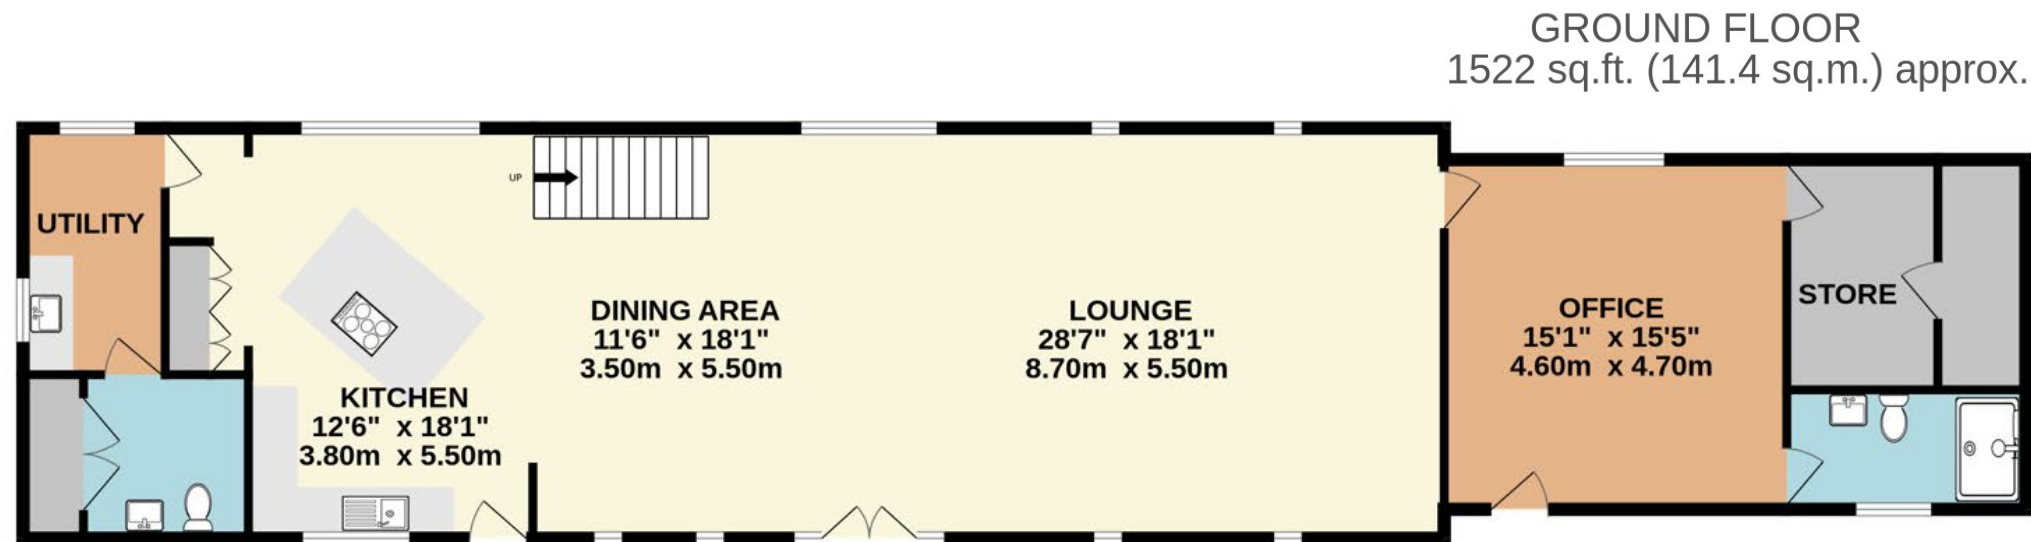 GROUND FLOOR
1522 sq.ft. (141.4 sq.m.) approx.
UP
UTILITY
STORE
DINING AREA
11'6" x 18'1"
3.50m x 5.50m
LOUNGE
28'7" x 18'1"
8.70m x 5.50m
OFFICE
15'1" x 15'5"
4.60m x 4.70m
KITCHEN
12'6" x 18'1"
3.80m x 5.50m